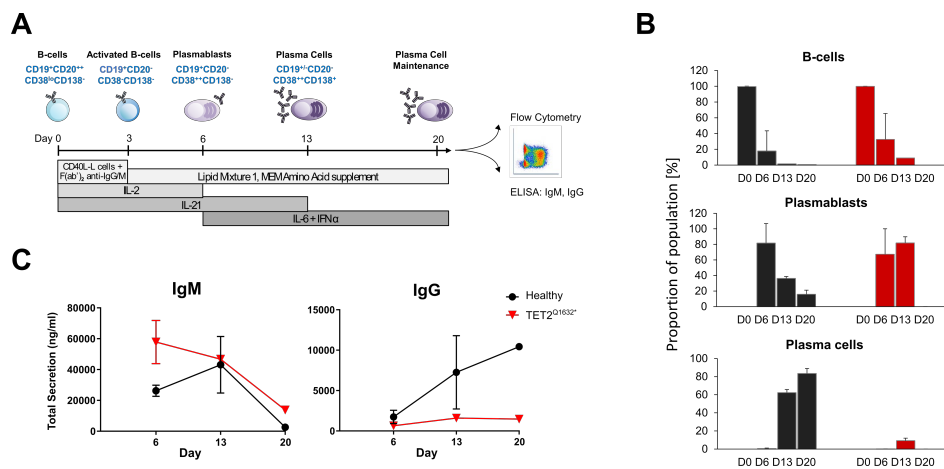 A
B-cells
CD19⁺CD20⁺⁺
CD38ˡᵒCD138⁻
Activated B-cells
CD19⁺CD20⁻
CD38⁻CD138⁻
Plasmablasts
CD19⁺CD20⁻
CD38⁺⁺CD138⁻
Plasma Cells
CD19⁺/⁻CD20⁻
CD38⁺⁺CD138⁺
Plasma Cell
Maintenance
Day 0 3 6 13 20
CD40L-L cells +
F(ab')₂ anti-IgG/M
Lipid Mixture 1, MEM Amino Acid supplement
IL-2
IL-21
IL-6 + IFNα
Flow Cytometry
ELISA: IgM, IgG
B
Proportion of population [%]
B-cells
100
80
60
40
20
0
D0 D6 D13 D20 D0 D6 D13 D20
Plasmablasts
100
80
60
40
20
0
D0 D6 D13 D20 D0 D6 D13 D20
Plasma cells
100
80
60
40
20
0
D0 D6 D13 D20 D0 D6 D13 D20
C
IgM
Total Secretion (ng/ml)
80000
60000
40000
20000
0
6 13 20
Day
IgG
15000
10000
5000
0
6 13 20
Day
Healthy
TET2Q1632*